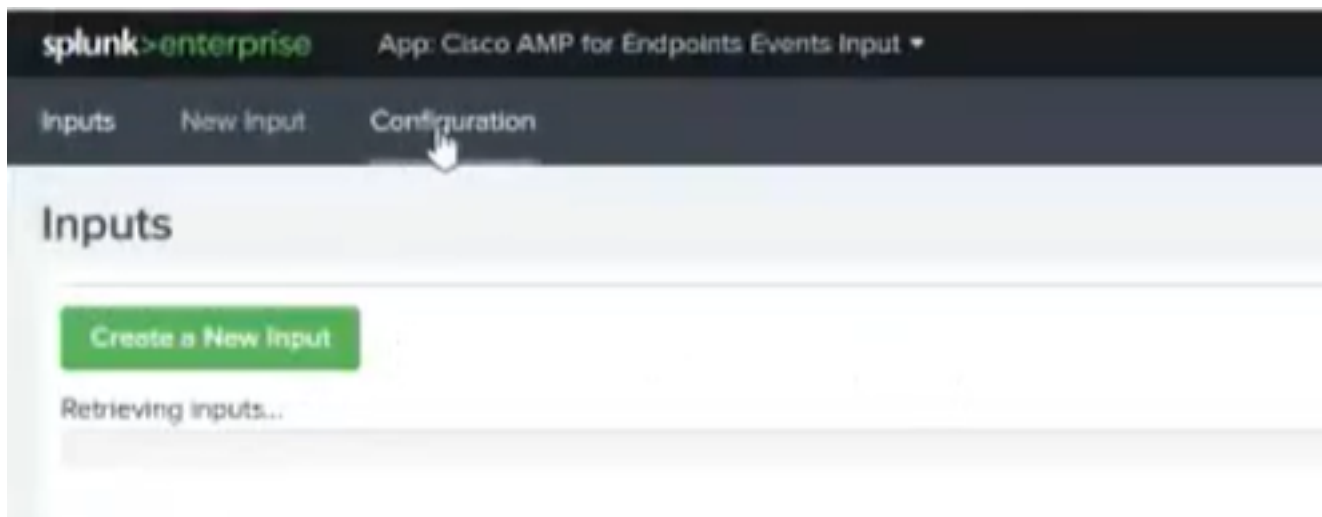 splunk>enterprise App: Cisco AMP for Endpoints Events Input
Inputs New Input Configuration
Inputs
Create a New Input
Retrieving inputs...